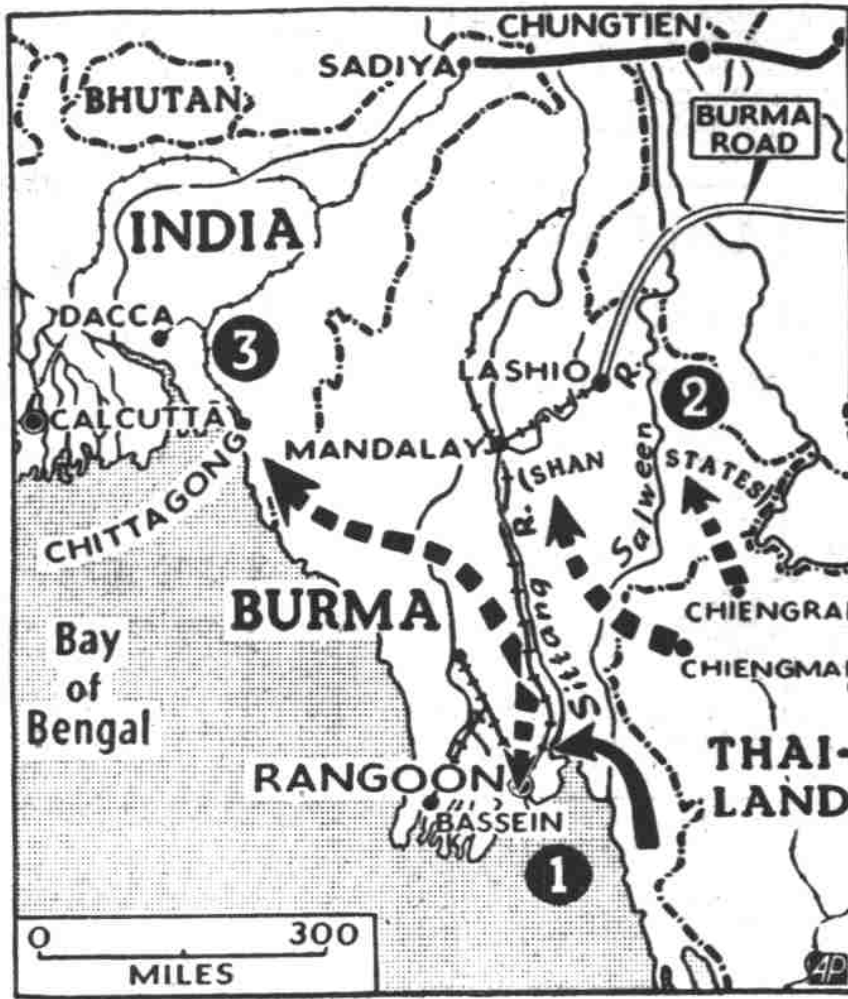 CHUNGTIEN
SADIYA
BHUTAN
BURMA
ROAD
INDIA
DACCA
3
LASHIO
R.
2
CALCUTTA
MANDALAY
(SHAN
STATES)
Salween
CHITTAGONG
R.
Sittang
BURMA
CHIENGRAI
CHIENGMAI
Bay
of
Bengal
THAI-
LAND
RANGOON
BASSEIN
1
0 300
MILES
AP